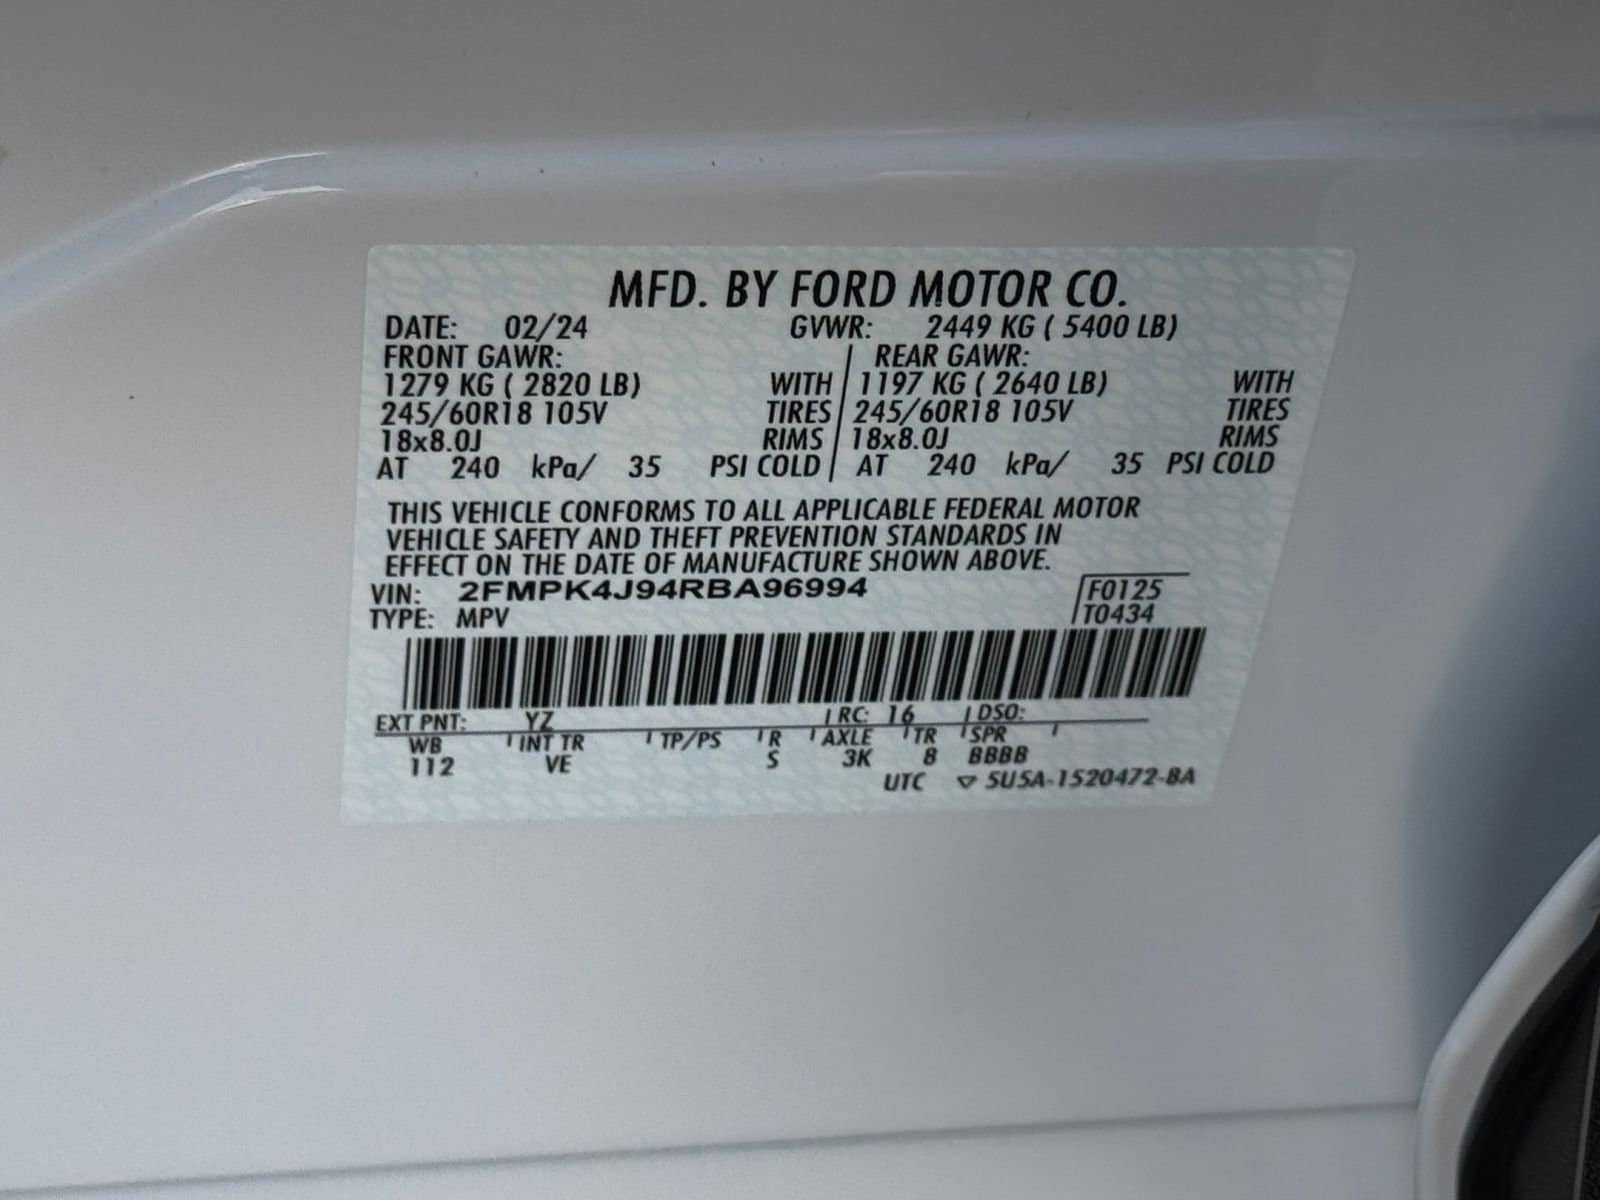 MFD. BY FORD MOTOR CO.
DATE: 02/24 GVWR: 2449 KG ( 5400 LB)
FRONT GAWR: REAR GAWR:
1279 KG ( 2820 LB) WITH 1197 KG ( 2640 LB) WITH
245/60R18 105V TIRES 245/60R18 105V TIRES
18x8.0J RIMS 18x8.0J RIMS
AT 240 kPa/ 35 PSI COLD AT 240 kPa/ 35 PSI COLD
THIS VEHICLE CONFORMS TO ALL APPLICABLE FEDERAL MOTOR
VEHICLE SAFETY AND THEFT PREVENTION STANDARDS IN
EFFECT ON THE DATE OF MANUFACTURE SHOWN ABOVE.
VIN: 2FMPK4J94RBA96994 F0125
TYPE: MPV T0434
EXT PNT: YZ RC: 16 DSO:
WB INT TR TP/PS R AXLE TR SPR
112 VE S 3K 8 BBBB
UTC ▽ 5U5A-1520472-BA